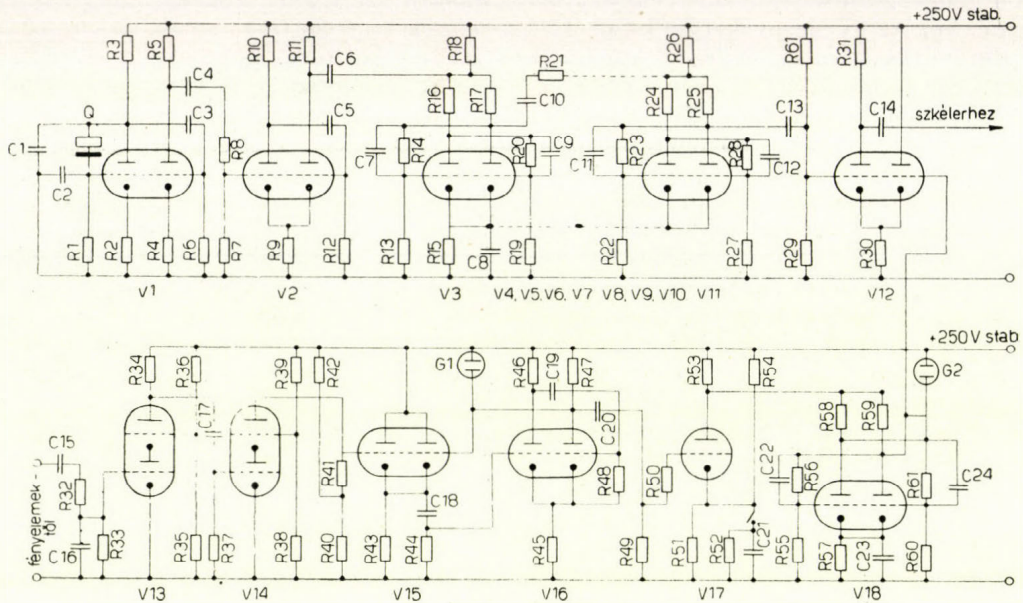 +250V stab.
R3
R5
R10
R11
R18
R26
R61
R31
C4
C6
R21
Q
C3
C5
R16
R17
C10
R24
R25
C13
C14
szkélerhez
C1
C2
R8
C7
R14
R20
C9
C11
R23
R28
C12
R1
R2
R4
R6
R7
R9
R12
R13
R15
C8
R19
R22
R27
R29
R30
V1
V2
V3
V4, V5, V6, V7
V8, V9, V10
V11
V12
+250V stab.
R34
R36
R39
R42
G1
R46
C19
R47
R53
R54
G2
C17
C20
R58
R59
C15
R32
R41
R48
R50
C22
R56
R61
C24
fényelemek-től
C16
R33
R35
R37
R38
R40
R43
R44
C18
R45
R49
R51
R52
C21
R55
R57
C23
R60
V13
V14
V15
V16
V17
V18